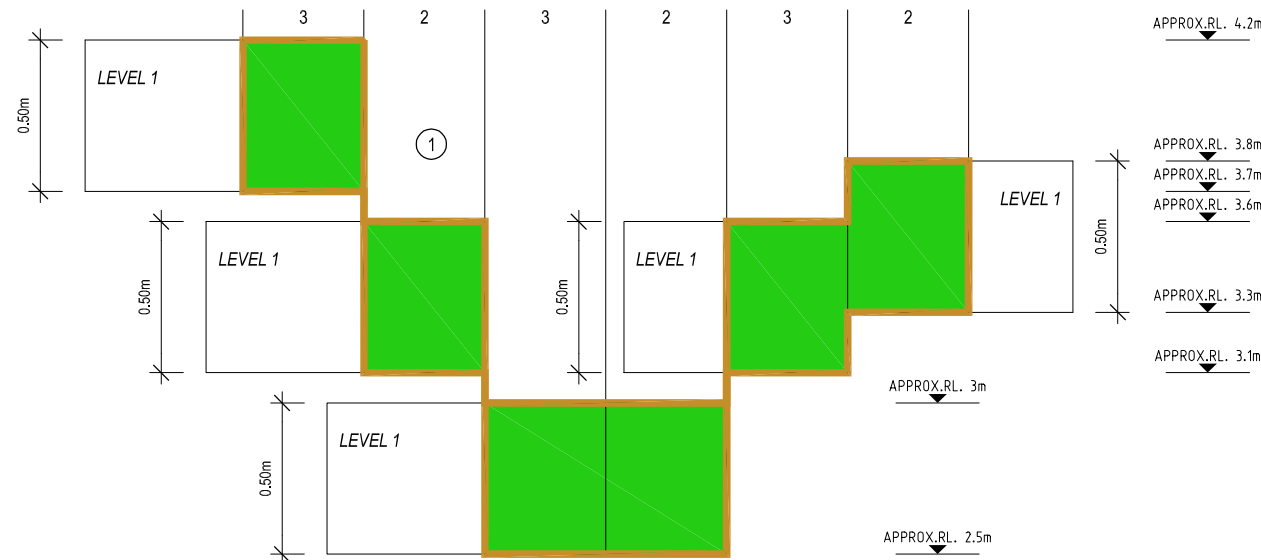 3 2 3 2 3 2
APPROX.RL. 4.2m
LEVEL 1
0.50m
1
APPROX.RL. 3.8m
APPROX.RL. 3.7m
LEVEL 1
APPROX.RL. 3.6m
0.50m
LEVEL 1
LEVEL 1
0.50m
0.50m
APPROX.RL. 3.3m
APPROX.RL. 3.1m
APPROX.RL. 3m
LEVEL 1
0.50m
APPROX.RL. 2.5m